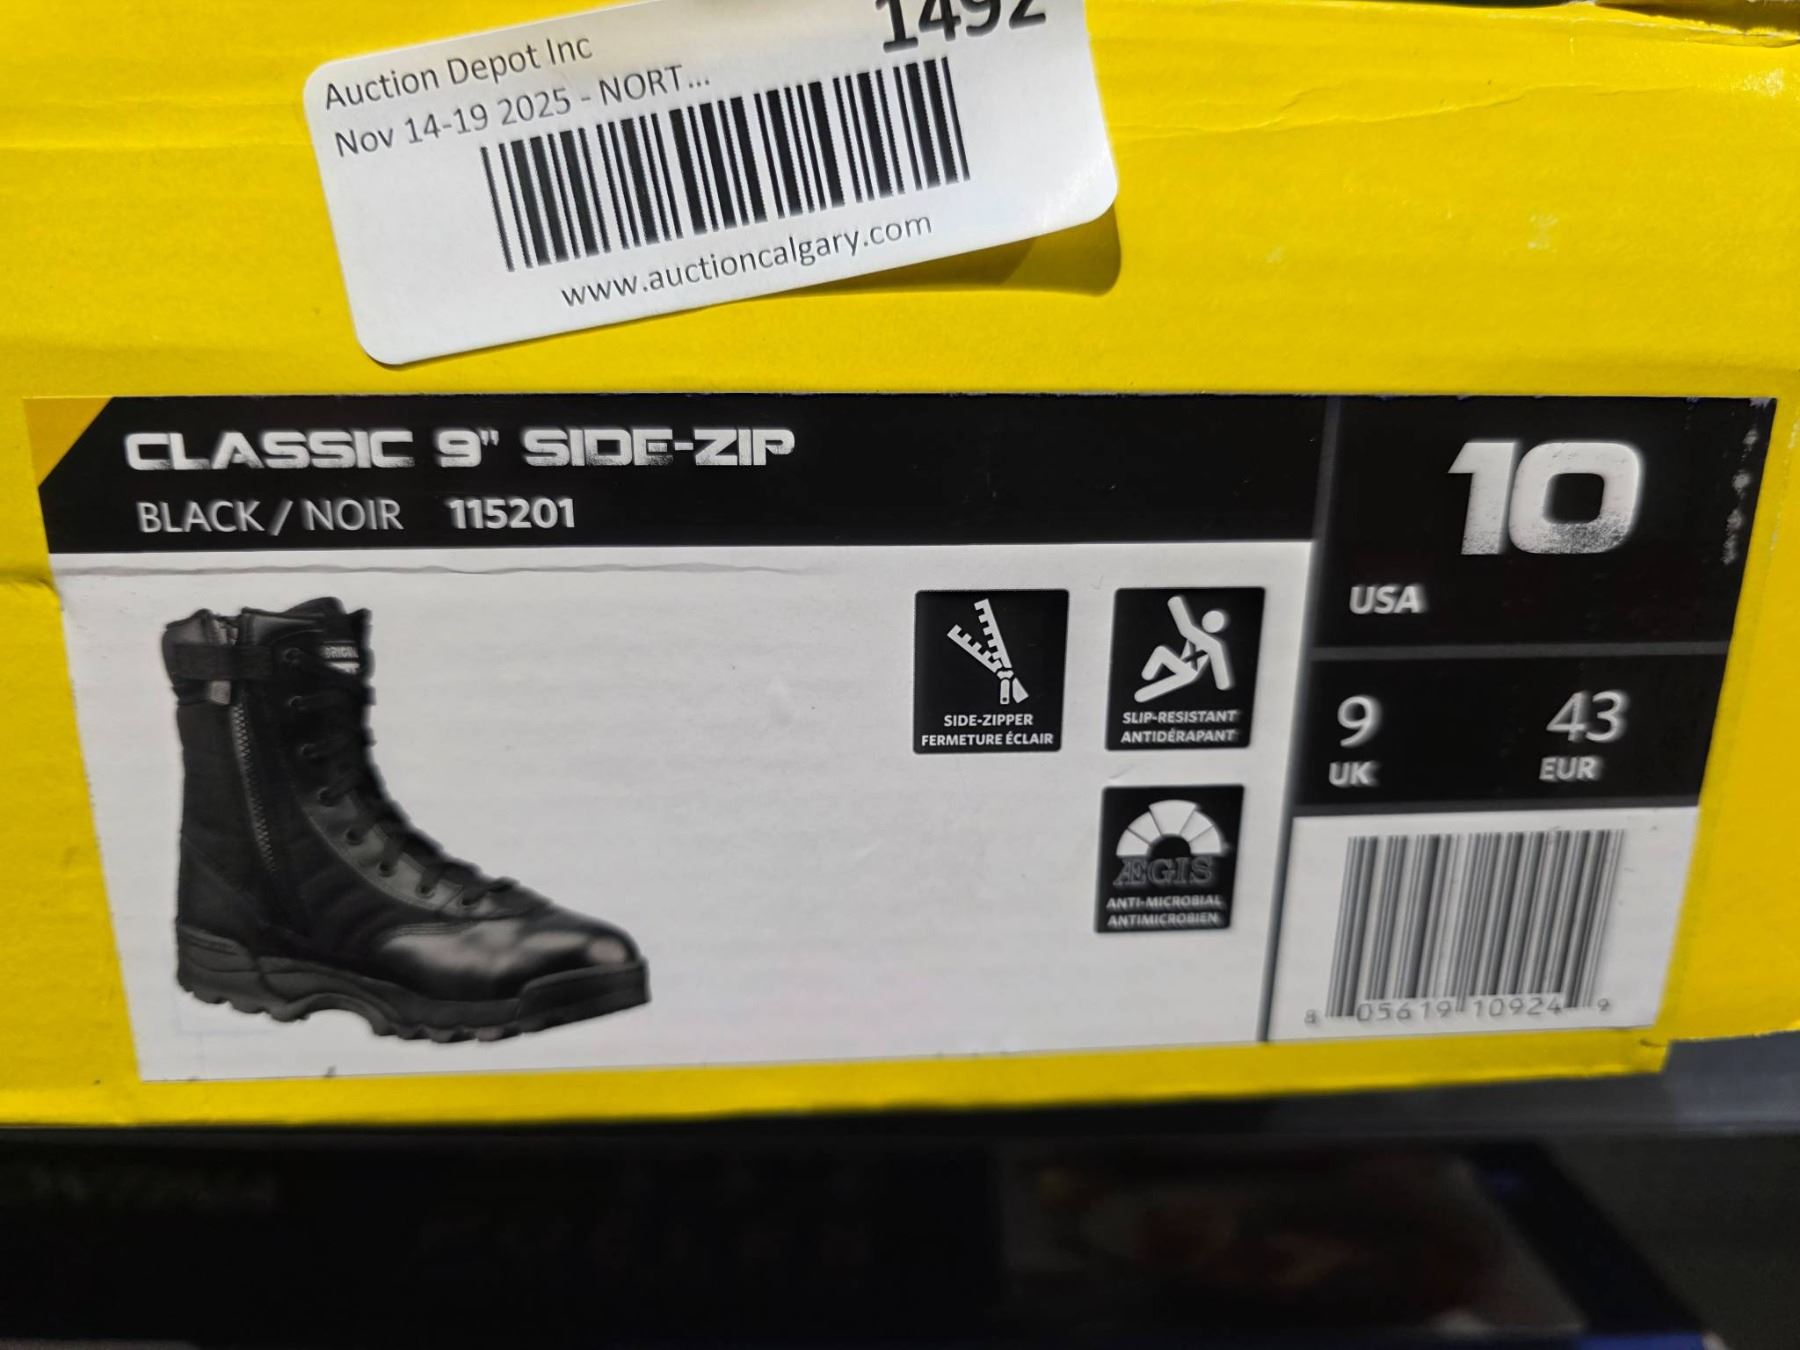 1492
Auction Depot Inc
Nov 14-19 2025 - NORT...
www.auctioncalgary.com
CLASSIC 9" SIDE-ZIP
BLACK / NOIR 115201
10
USA
9
UK
43
EUR
SIDE-ZIPPER
FERMETURE ÉCLAIR
SLIP-RESISTANT
ANTIDÉRAPANT
ÆGIS
ANTI-MICROBIAL
ANTIMICROBIEN
8 05619 10924 9